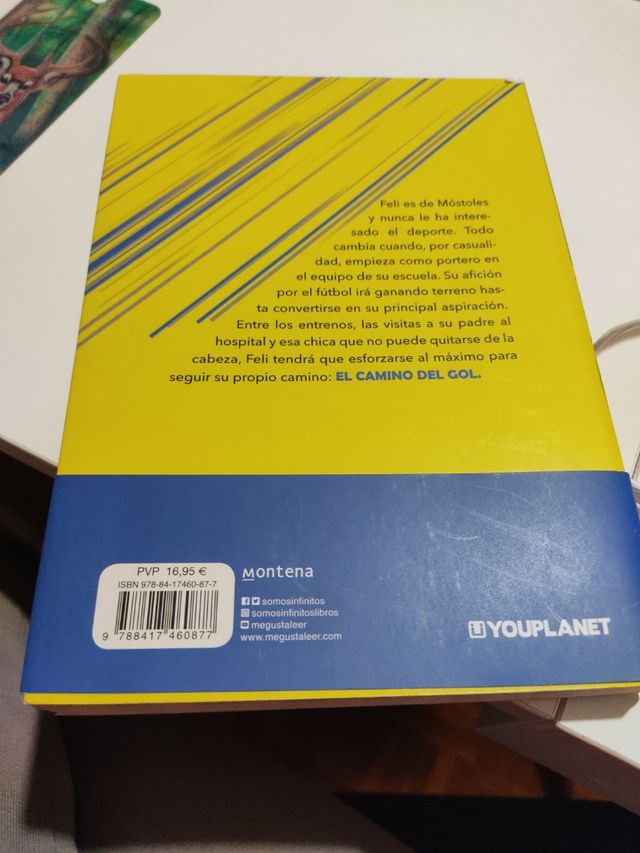 Feli es de Móstoles
y nunca le ha intere-
sado el deporte. Todo
cambia cuando, por casuali-
dad, empieza como portero en
el equipo de su escuela. Su afición
por el fútbol irá ganando terreno has-
ta convertirse en su principal aspiración.
Entre los entrenos, las visitas a su padre al
hospital y esa chica que no puede quitarse de la
cabeza, Feli tendrá que esforzarse al máximo para
seguir su propio camino: EL CAMINO DEL GOL.
PVP 16,95 €
ISBN 978-84-17460-87-7
9 788417 460877
Montena
somosinfinitos
somosinfinitoslibros
megustaleer
www.megustaleer.com
YOUPLANET